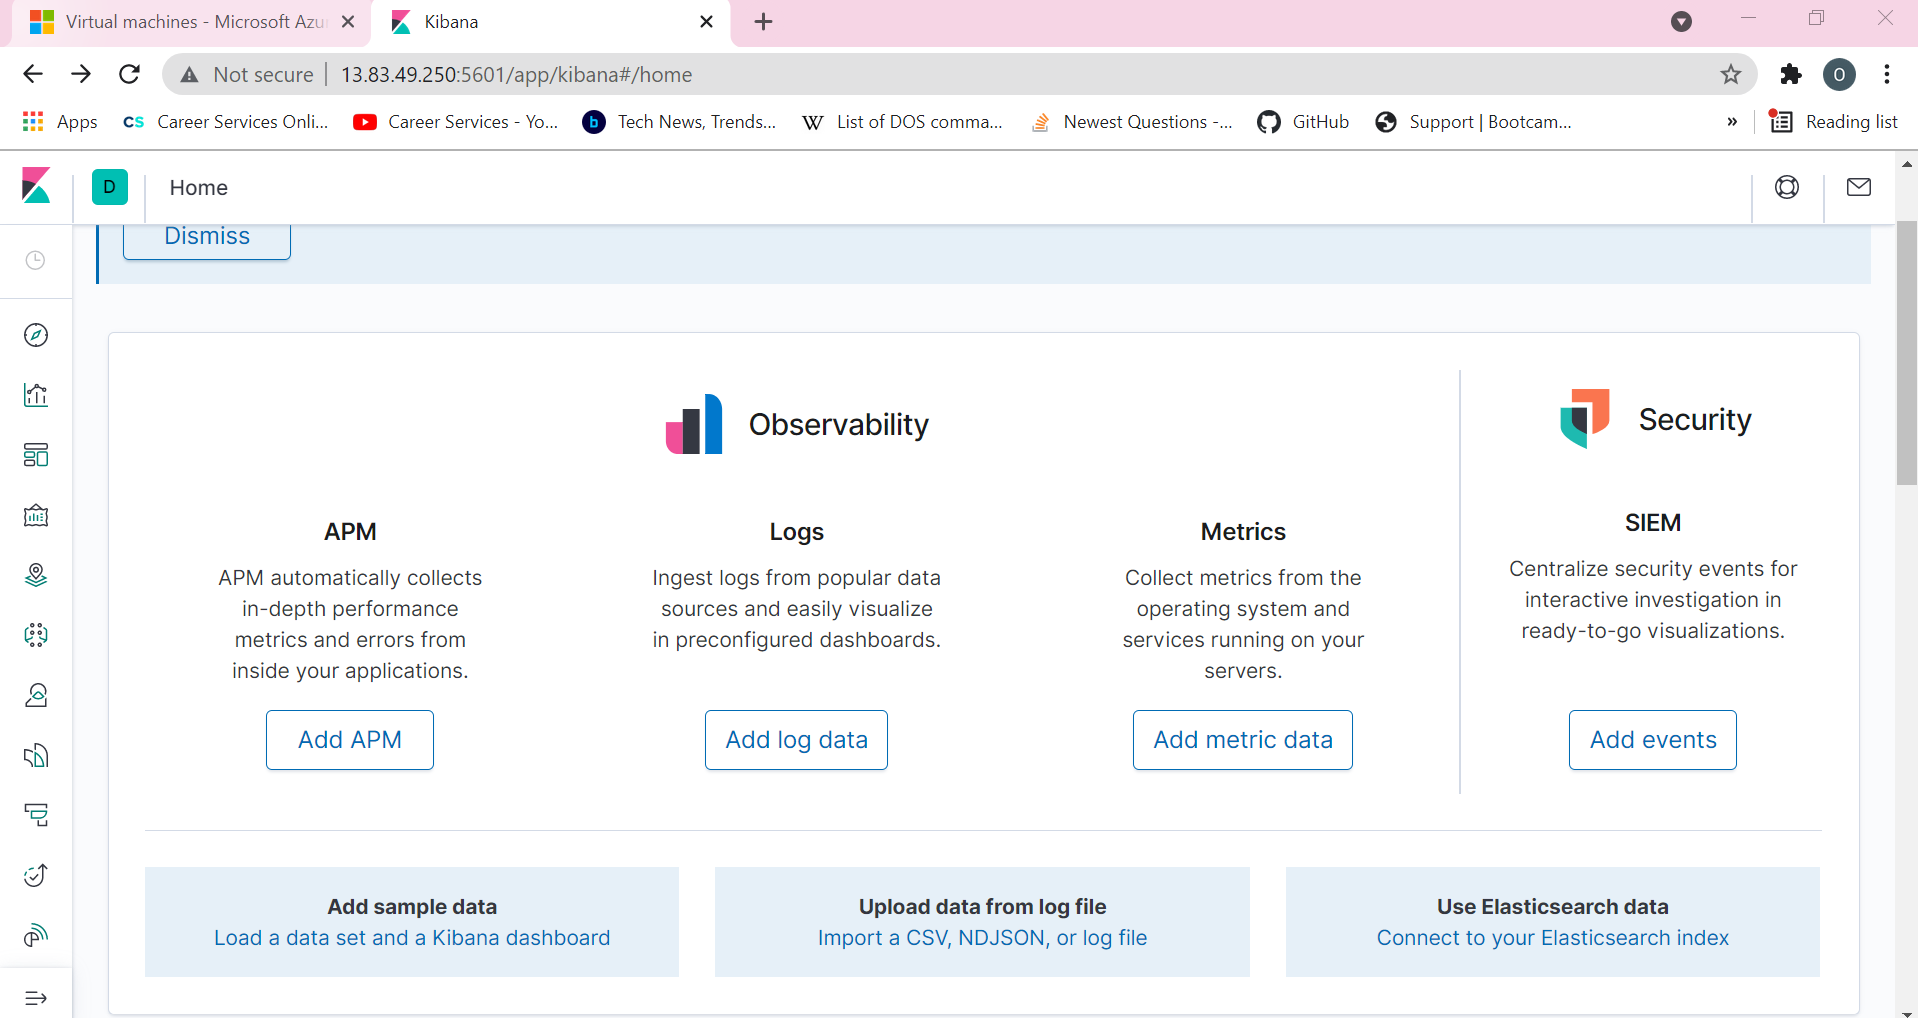 Virtual machines - Microsoft Azu
Kibana
Not secure
13.83.49.250:5601/app/kibana#/home
O
Apps
CS
Career Services Onli...
Career Services - Yo...
b
Tech News, Trends...
W
List of DOS comma...
Newest Questions -...
GitHub
Support | Bootcam...
»
Reading list
D
Home
Dismiss
Observability
Security
APM
APM automatically collects
in-depth performance
metrics and errors from
inside your applications.
Add APM
Logs
Ingest logs from popular data
sources and easily visualize
in preconfigured dashboards.
Add log data
Metrics
Collect metrics from the
operating system and
services running on your
servers.
Add metric data
SIEM
Centralize security events for
interactive investigation in
ready-to-go visualizations.
Add events
Add sample data
Load a data set and a Kibana dashboard
Upload data from log file
Import a CSV, NDJSON, or log file
Use Elasticsearch data
Connect to your Elasticsearch index